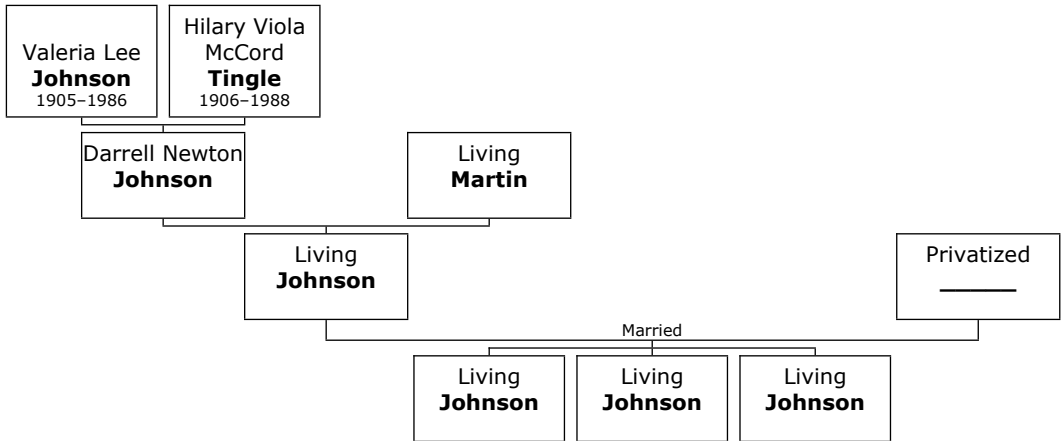 Valeria Lee
Johnson
1905–1986
Hilary Viola
McCord
Tingle
1906–1988
Darrell Newton
Johnson
Living
Martin
Living
Johnson
Privatized
______
Married
Living
Johnson
Living
Johnson
Living
Johnson